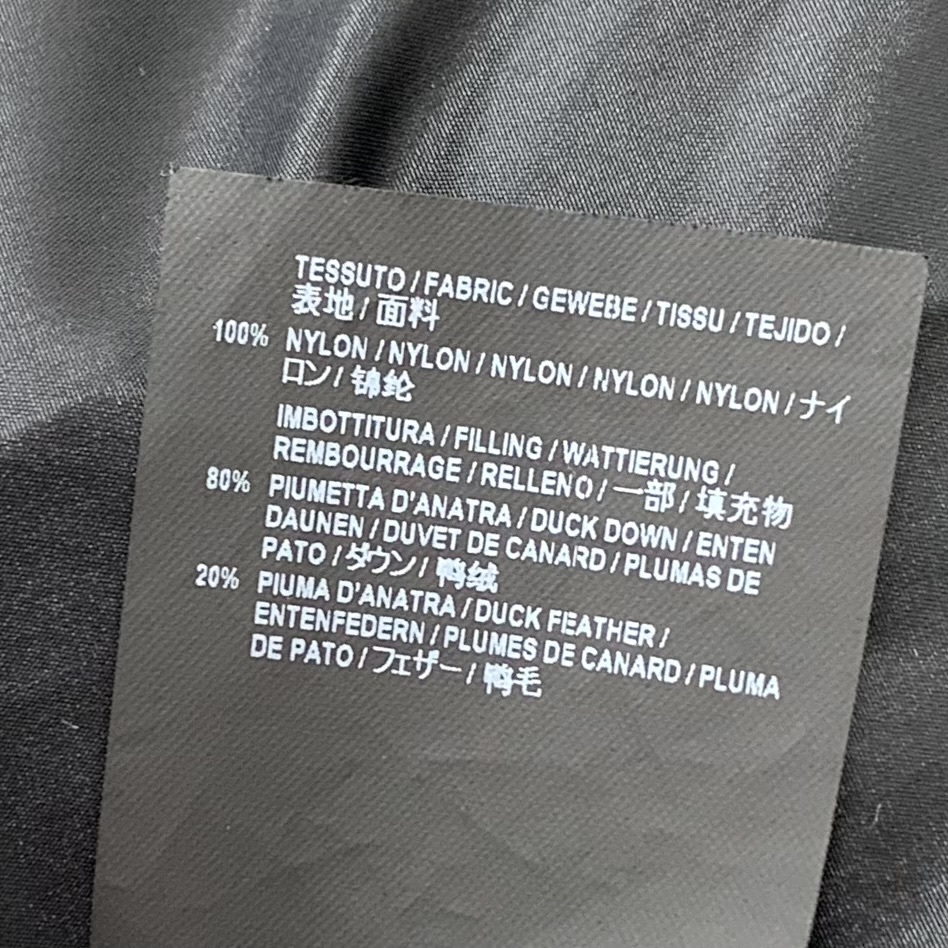 TESSUTO / FABRIC / GEWEBE / TISSU / TEJIDO /
表地 / 面料
100% NYLON / NYLON / NYLON / NYLON / NYLON / ナイ
ロン / 锦纶
IMBOTTITURA / FILLING / WATTIERUNG /
REMBOURRAGE / RELLENO / 一部 / 填充物
80% PIUMETTA D'ANATRA / DUCK DOWN / ENTEN
DAUNEN / DUVET DE CANARD / PLUMAS DE
PATO / ダウン / 鸭绒
20% PIUMA D'ANATRA / DUCK FEATHER /
ENTENFEDERN / PLUMES DE CANARD / PLUMA
DE PATO / フェザー / 鸭毛